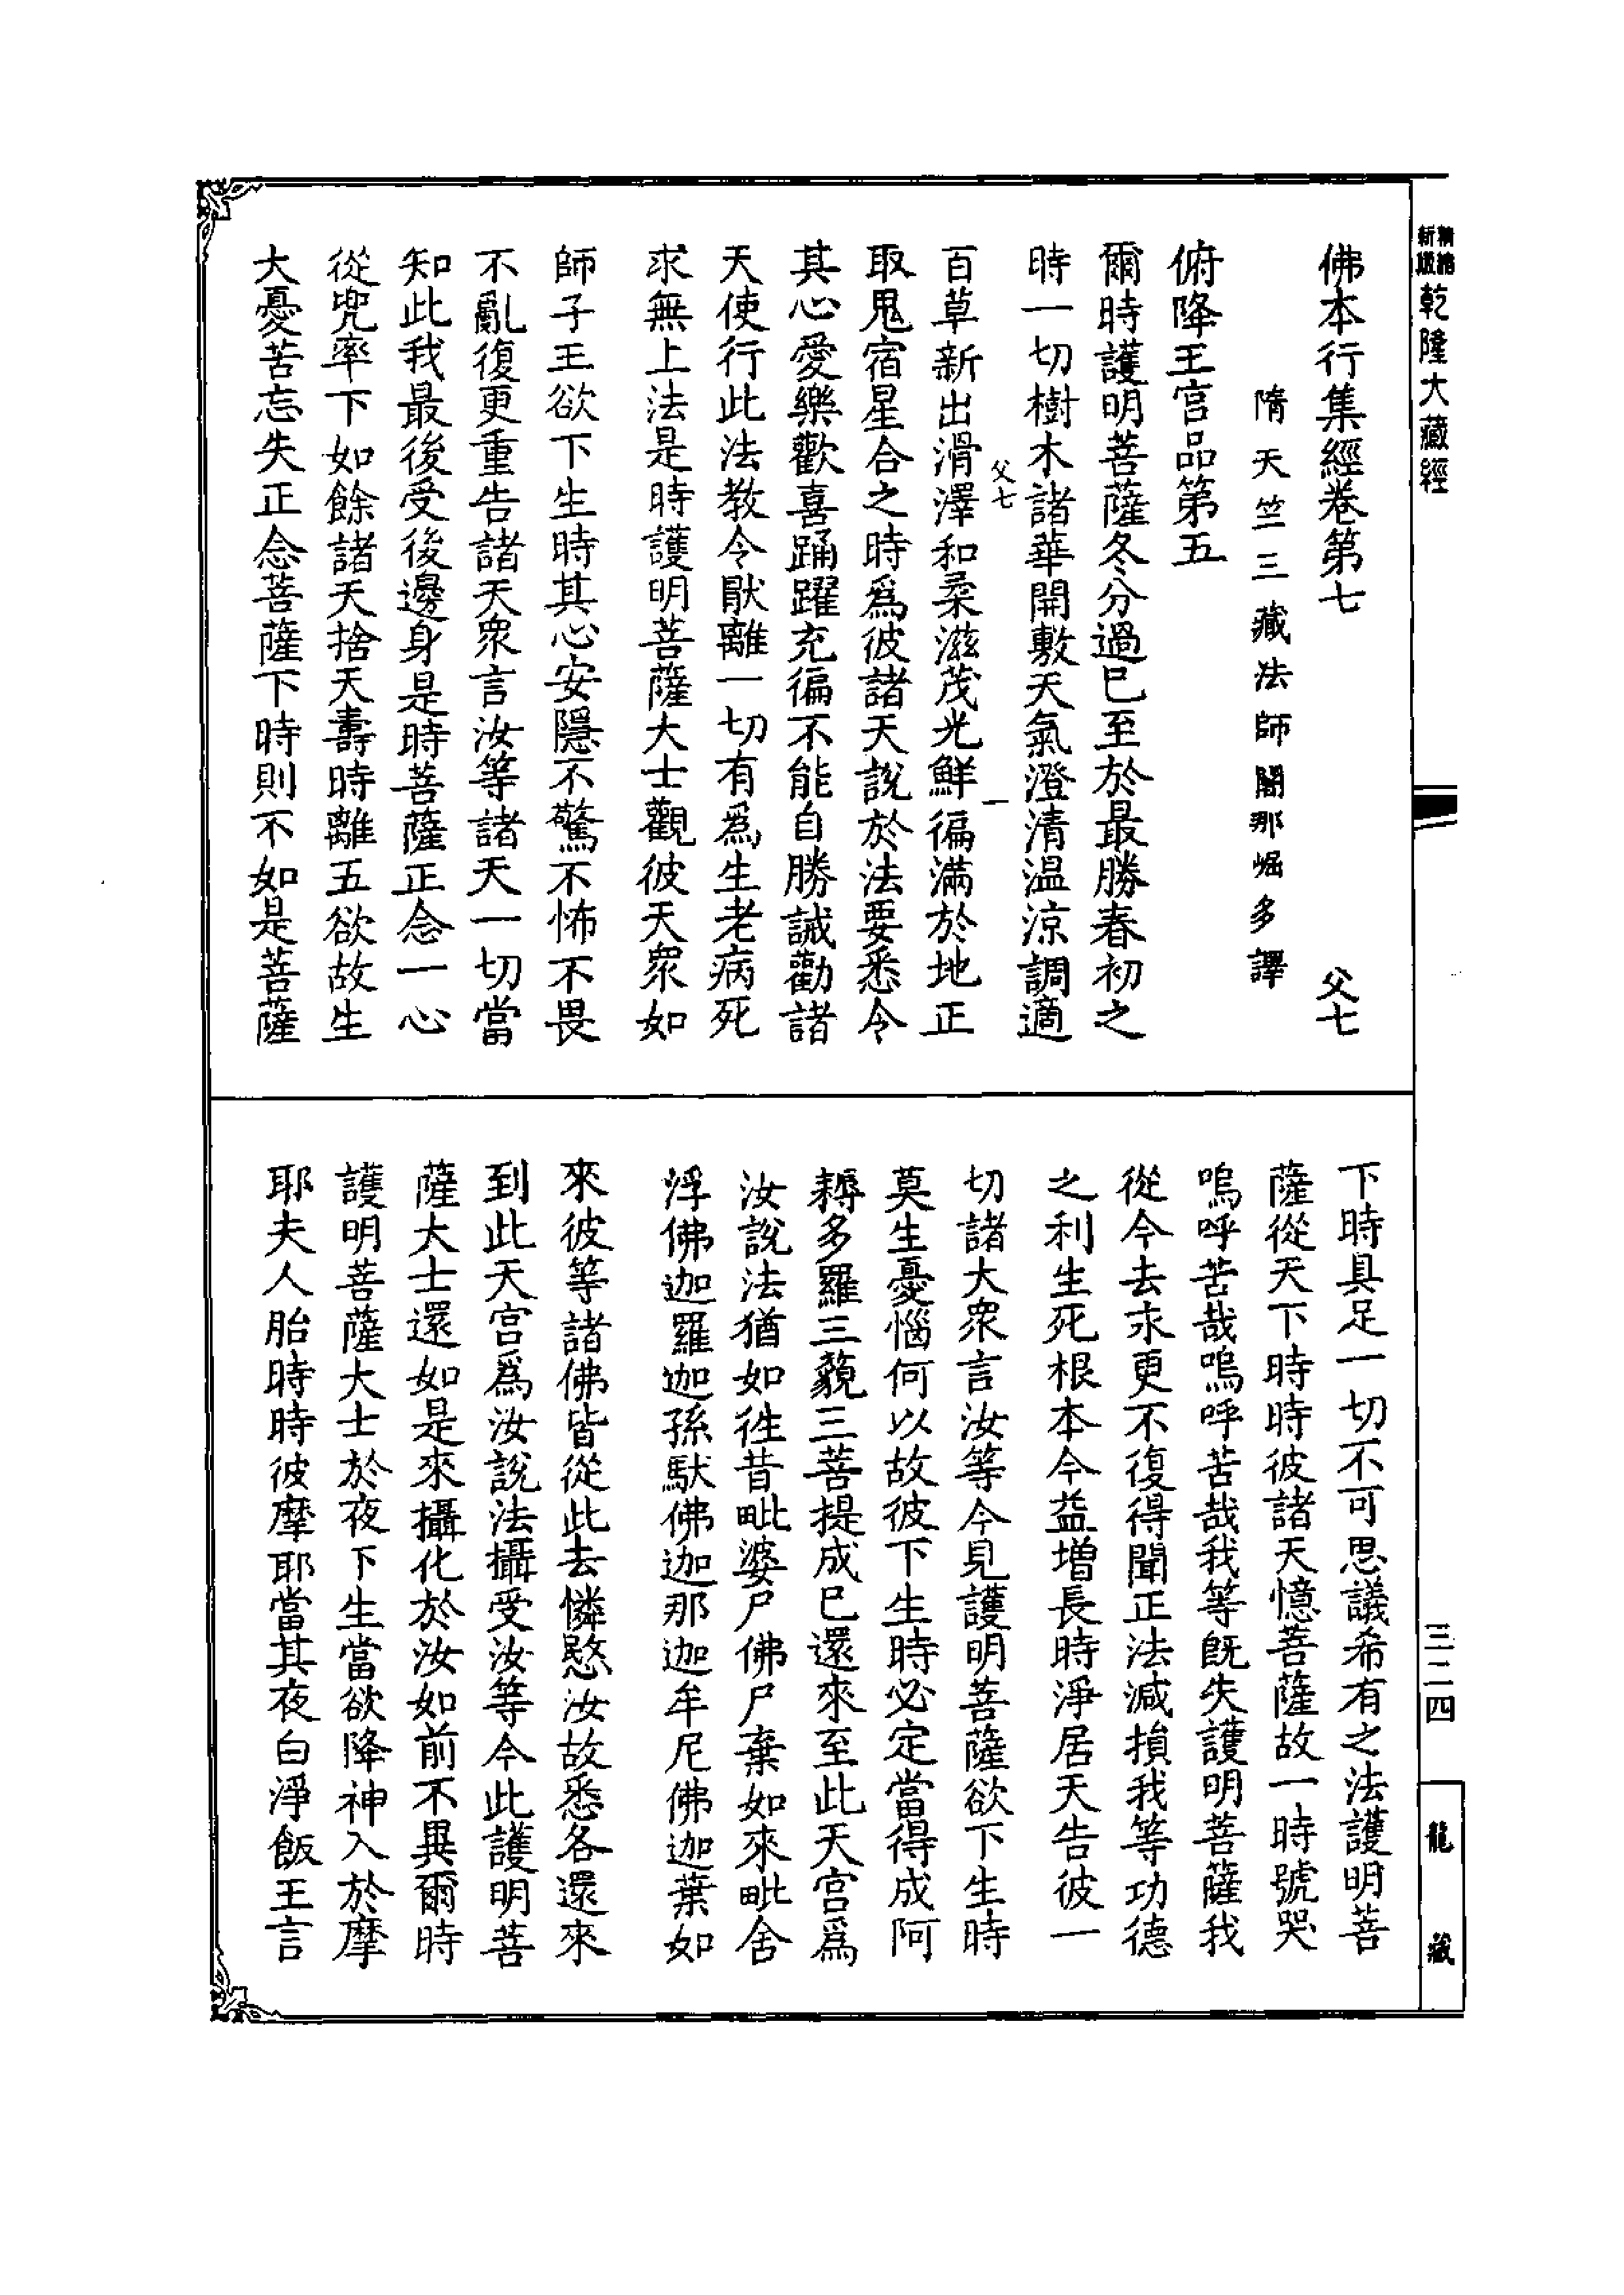 新精
版縮
乾隆大藏經
佛本行集經卷第七
父七
隋天竺三藏法師闍那崛多譯
俯降王宮品第五
爾時護明菩薩冬分過已至於最勝春初之
時一切樹木諸華開敷天氣澄清溫涼調適
父七
一
百草新出滑澤和柔滋茂光鮮徧滿於地正
取鬼宿星合之時爲彼諸天說於法要悉令
其心愛樂歡喜踊躍充徧不能自勝誡勸諸
天使行此法教令厭離一切有爲生老病死
求無上法是時護明菩薩大士觀彼天衆如
師子王欲下生時其心安隱不驚不怖不畏
不亂復更重告諸天衆言汝等諸天一切當
知此我最後受後邊身是時菩薩正念一心
從兜率下如餘諸天捨天壽時離五欲故生
大憂苦忘失正念菩薩下時則不如是菩薩
下時具足一切不可思議希有之法護明菩
薩從天下時時彼諸天憶菩薩故一時號哭
嗚呼苦哉嗚呼苦哉我等旣失護明菩薩我
從今去永更不復得聞正法減損我等功德
之利生死根本今益增長時淨居天告彼一
切諸大衆言汝等今見護明菩薩欲下生時
莫生憂惱何以故彼下生時必定當得成阿
耨多羅三藐三菩提成已還來至此天宮爲
汝說法猶如徃昔毗婆尸佛尸棄如來毗舍
浮佛迦羅迦孫馱佛迦那迦牟尼佛迦葉如
來彼等諸佛皆從此去憐愍汝故悉各還來
到此天宮爲汝說法攝受汝等今此護明菩
薩大士還如是來攝化於汝如前不異爾時
護明菩薩大士於夜下生當欲降神入於摩
耶夫人胎時時彼摩耶當其夜白淨飯王言
三二四
龍藏